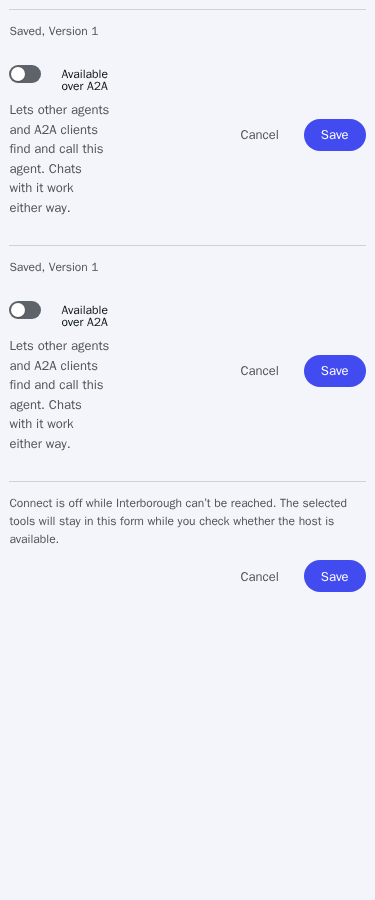 Saved, Version 1
Available
over A2A
Lets other agents
and A2A clients
find and call this
agent. Chats
with it work
either way.
Cancel
Save
Saved, Version 1
Available
over A2A
Lets other agents
and A2A clients
find and call this
agent. Chats
with it work
either way.
Cancel
Save
Connect is off while Interborough can't be reached. The selected
tools will stay in this form while you check whether the host is
available.
Cancel
Save